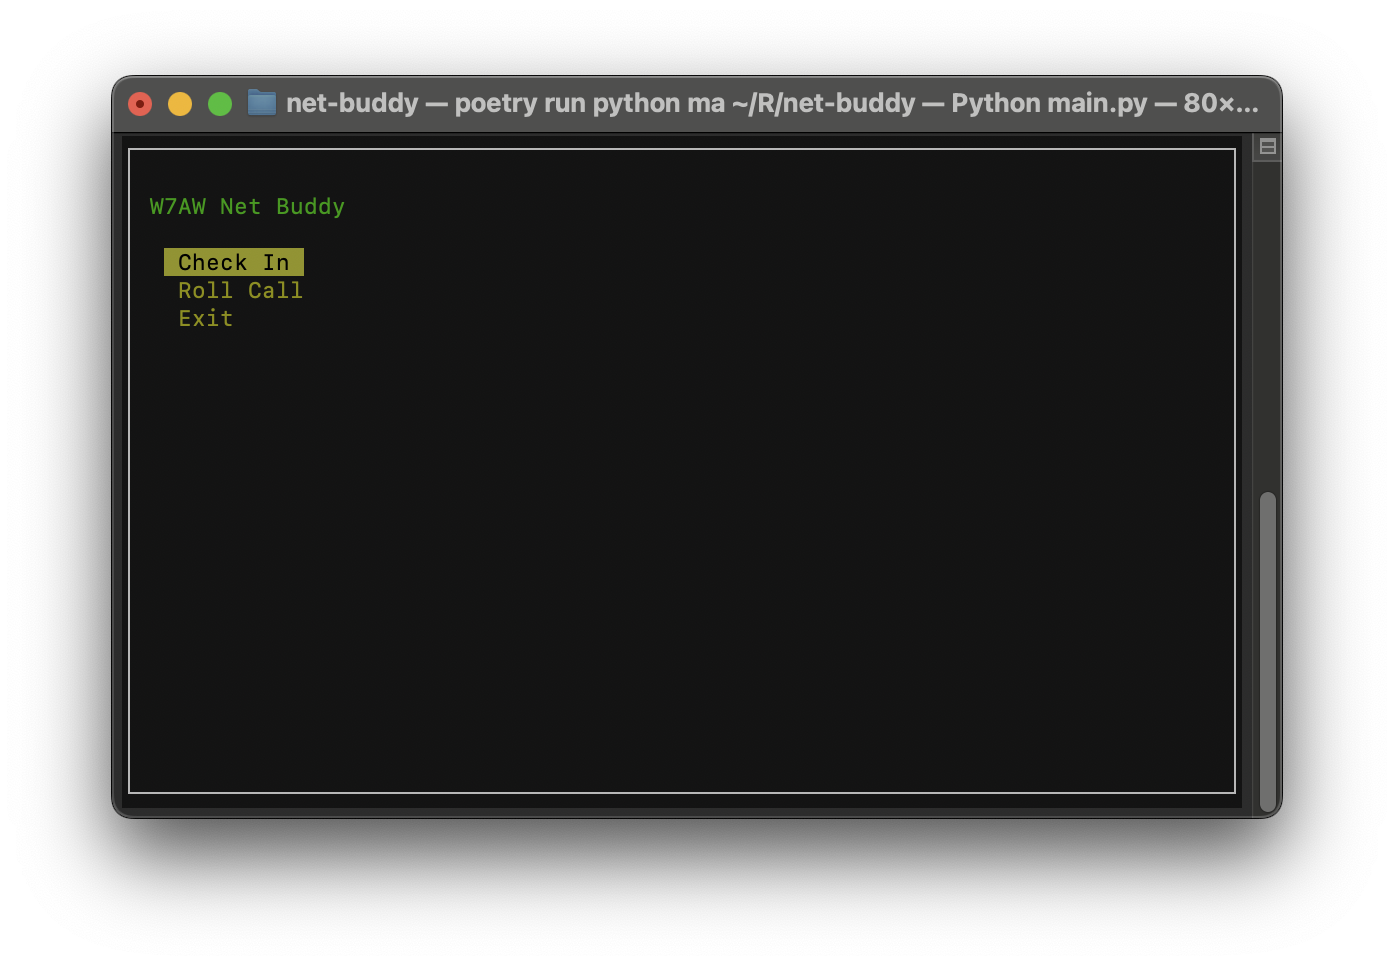 net-buddy — poetry run python ma ~/R/net-buddy — Python main.py — 80×...
W7AW Net Buddy
Check In
Roll Call
Exit